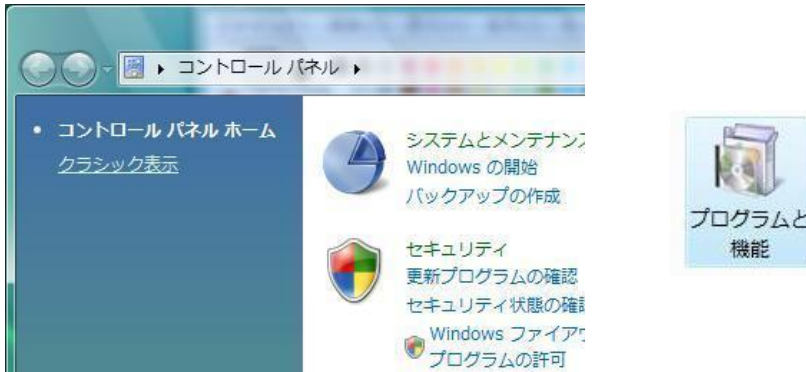 コントロール パネル
コントロール パネル ホーム
クラシック表示
システムとメンテナンス
Windows の開始
バックアップの作成
セキュリティ
更新プログラムの確認
セキュリティ状態の確認
Windows ファイアウ
プログラムの許可
プログラムと
機能